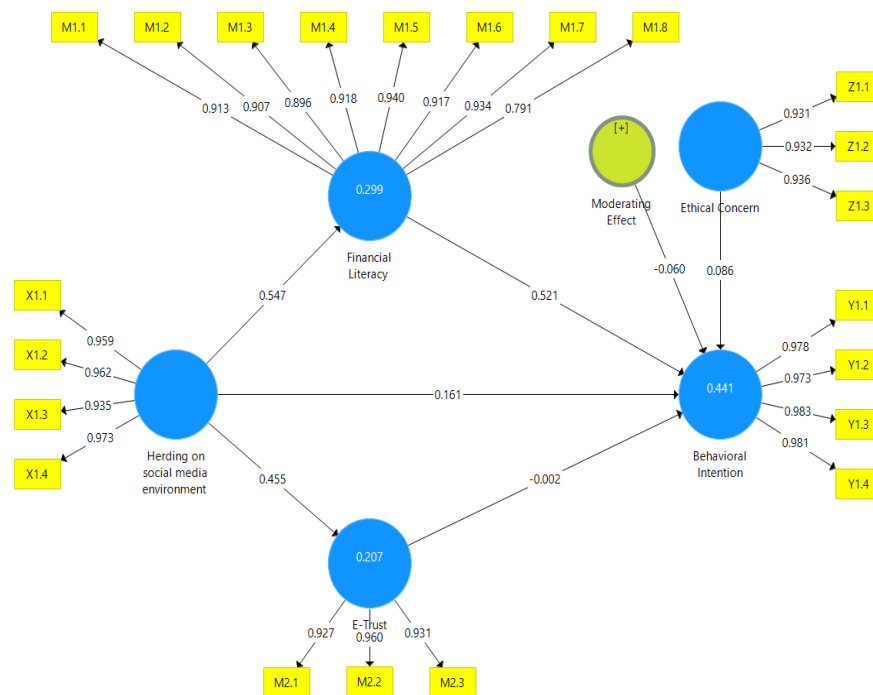 M1.1 M1.2 M1.3 M1.4 M1.5 M1.6 M1.7 M1.8
0.913 0.907 0.896 0.918 0.940 0.917 0.934 0.791
Z1.1
0.931
[+]
Z1.2
0.932
0.936
Z1.3
0.299
Moderating
Effect
Ethical Concern
Financial
Literacy
-0.060
0.086
0.547
0.521
X1.1
0.959
X1.2
0.962
X1.3
0.935
X1.4
0.973
Y1.1
0.978
Y1.2
0.973
Y1.3
0.983
Y1.4
0.981
0.161
0.441
Herding on
social media
environment
Behavioral
Intention
0.455
-0.002
0.207
E-Trust
0.927 0.960 0.931
M2.1 M2.2 M2.3